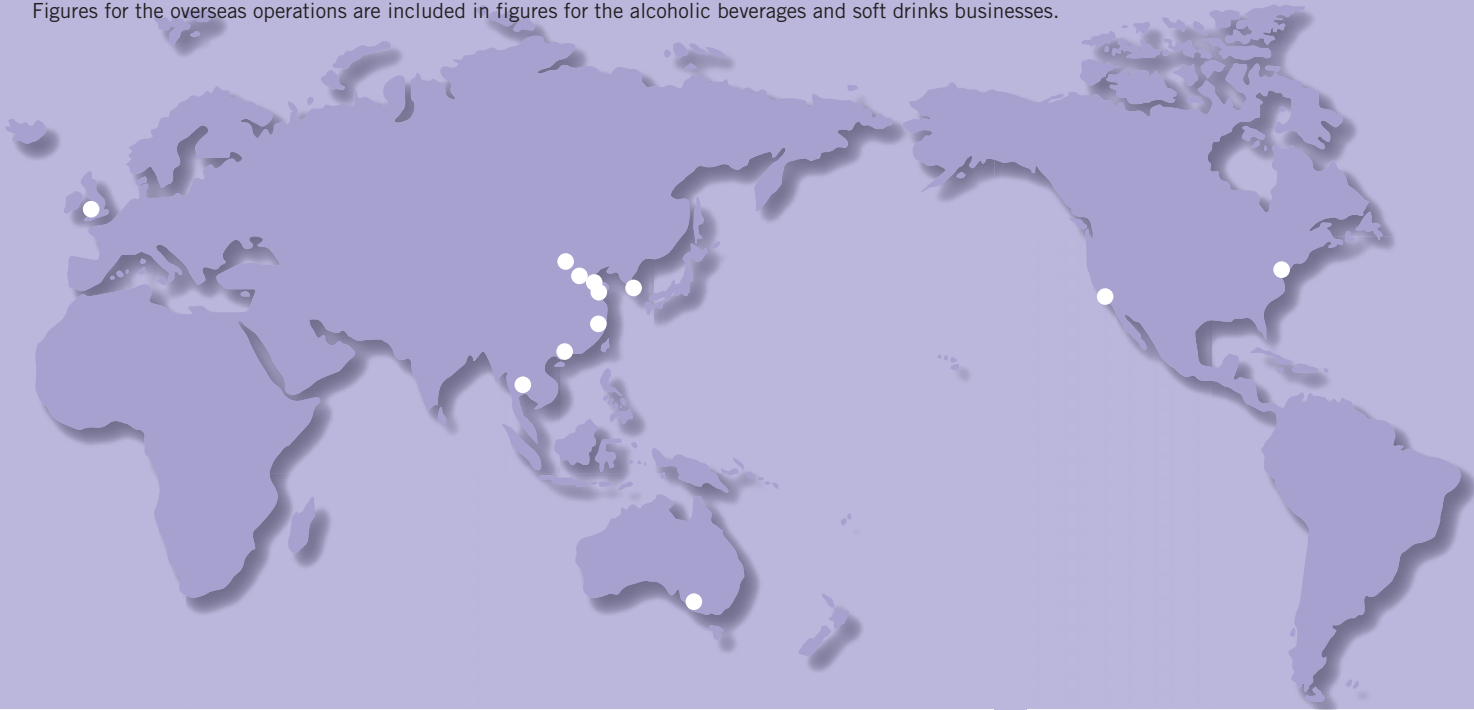 Figures for the overseas operations are included in figures for the alcoholic beverages and soft drinks businesses.